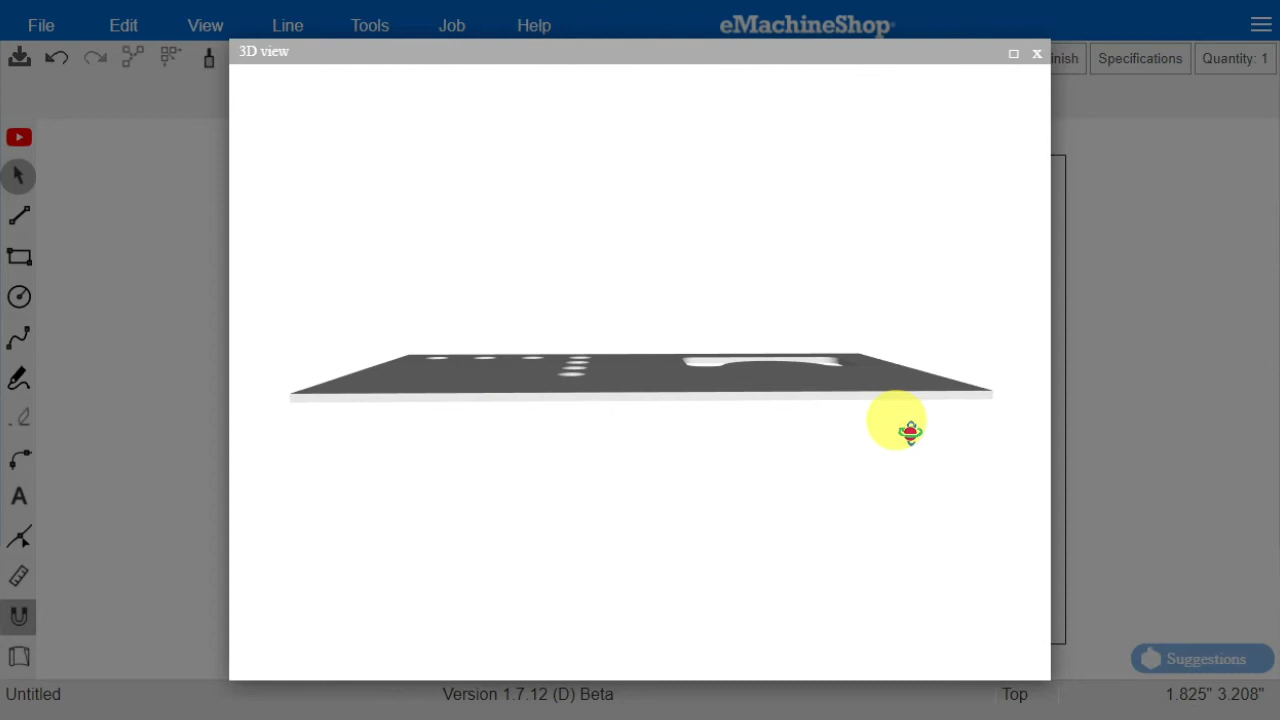 File Edit View Line Tools Job Help eMachineShop
3D view
x
Specifications Quantity: 1
A
Suggestions
Untitled Version 1.7.12 (D) Beta Top 1.825" 3.208"